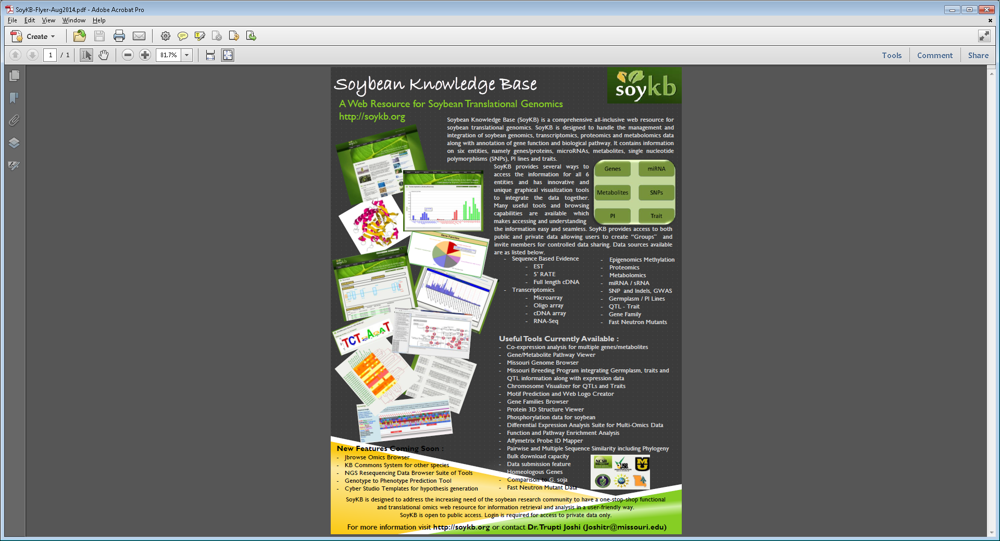 SoyKB-Flyer-Aug2014.pdf - Adobe Acrobat Pro
File Edit View Window Help
Create
1 / 1
81.7%
Tools Comment Share
Soybean Knowledge Base
soykb
A Web Resource for Soybean Translational Genomics
http://soykb.org
Soybean Knowledge Base (SoyKB) is a comprehensive all-inclusive web resource for
soybean translational genomics. SoyKB is designed to handle the management and
integration of soybean genomics, transcriptomics, proteomics and metabolomics data
along with annotation of gene function and biological pathway. It contains information
on six entities, namely genes/proteins, microRNAs, metabolites, single nucleotide
polymorphisms (SNPs), PI lines and traits.
SoyKB provides several ways to
access the information for all 6
entities and has innovative and
unique graphical visualization tools
to integrate the data together.
Many useful tools and browsing
capabilities are available which
makes accessing and understanding
the information easy and seamless. SoyKB provides access to both
public and private data allowing users to create “Groups” and
invite members for controlled data sharing. Data sources available
are as listed below.
Genes miRNA
Metabolites SNPs
PI Trait
- Sequence Based Evidence
- EST
- 5' RATE
- Full length cDNA
- Transcriptomics
- Microarray
- Oligo array
- cDNA array
- RNA-Seq
- Epigenomics Methylation
- Proteomics
- Metabolomics
- miRNA / sRNA
- SNP and Indels, GWAS
- Germplasm / PI Lines
- QTL - Trait
- Gene Family
- Fast Neutron Mutants
soykb
Gene Families
soykb
TCT AGAT
Useful Tools Currently Available :
- Co-expression analysis for multiple genes/metabolites
- Gene/Metabolite Pathway Viewer
- Missouri Genome Browser
- Missouri Breeding Program integrating Germplasm, traits and
QTL information along with expression data
- Chromosome Visualizer for QTLs and Traits
- Motif Prediction and Web Logo Creator
- Gene Families Browser
- Protein 3D Structure Viewer
- Phosphorylation data for soybean
- Differential Expression Analysis Suite for Multi-Omics Data
- Function and Pathway Enrichment Analysis
- Affymetrix Probe ID Mapper
- Pairwise and Multiple Sequence Similarity including Phylogeny
- Bulk download capacity
- Data submission feature
- Homeologous Genes
- Comparison to G. soja
- Fast Neutron Mutant Data
NCSB
USB
NSF
New Features Coming Soon :
- Jbrowse Omics Browser
- KB Commons System for other species
- NGS Resequencing Data Browser Suite of Tools
- Genotype to Phenotype Prediction Tool
- Cyber Studio Templates for hypothesis generation
SoyKB is designed to address the increasing need of the soybean research community to have a one-stop-shop functional
and translational omics web resource for information retrieval and analysis in a user-friendly way.
SoyKB is open to public access. Login is required for access to private data only.
For more information visit http://soykb.org or contact Dr. Trupti Joshi (Joshitr@missouri.edu)